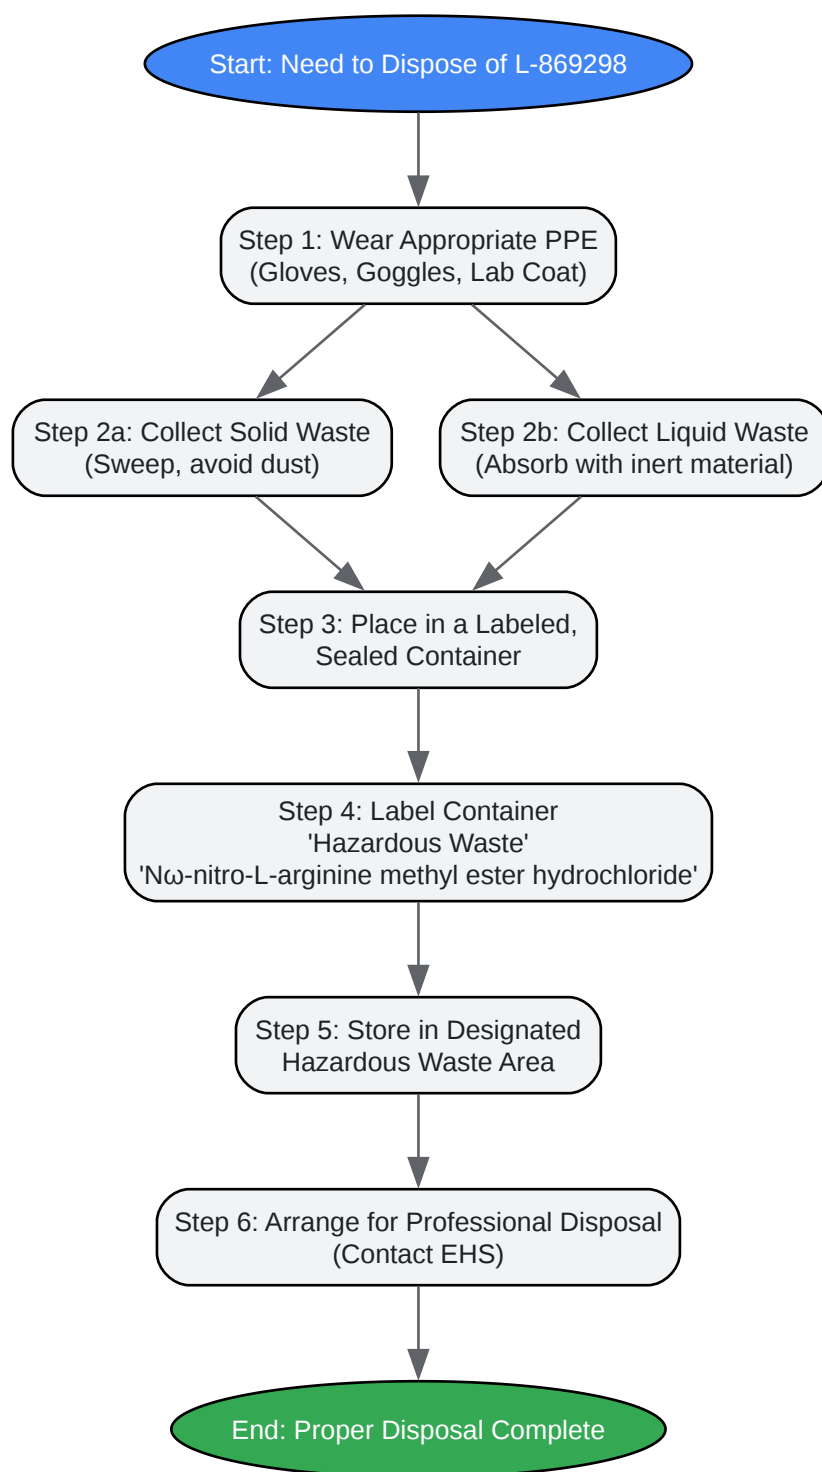 Start: Need to Dispose of L-869298
Step 1: Wear Appropriate PPE
(Gloves, Goggles, Lab Coat)
Step 2a: Collect Solid Waste
(Sweep, avoid dust)
Step 2b: Collect Liquid Waste
(Absorb with inert material)
Step 3: Place in a Labeled,
Sealed Container
Step 4: Label Container
'Hazardous Waste'
'Nω-nitro-L-arginine methyl ester hydrochloride'
Step 5: Store in Designated
Hazardous Waste Area
Step 6: Arrange for Professional Disposal
(Contact EHS)
End: Proper Disposal Complete